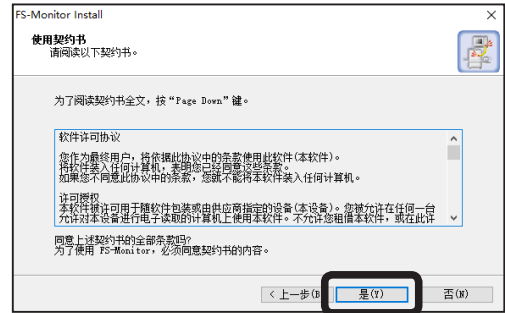 FS-Monitor Install
使用契约书
请阅读以下契约书。
为了阅读契约书全文，按“Page Down”键。
软件许可协议
您作为最终用户，将依据此协议中的条款使用此软件(本软件)。
将软件装入任何计算机，表明您已经同意这些条款。
如果您不同意此协议中的条款，您就不能将本软件装入任何计算机。
许可授权
本软件被许可用于随软件包装或由供应商指定的设备(本设备)。您被允许在任何一台
允许对本设备进行电子读取的计算机上使用本软件。不允许您租借本软件，或在此许
同意上述契约书的全部条款吗?
为了使用 FS-Monitor，必须同意契约书的内容。
< 上一步(B 是(Y) 否(N)